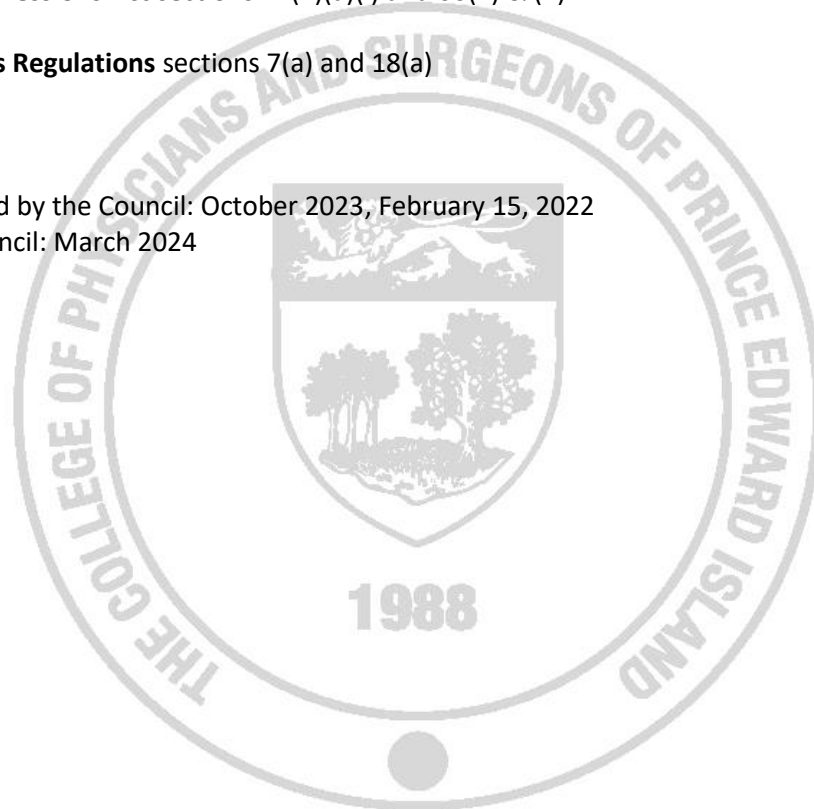 s Regulations sections 7(a) and 18(a)
d by the Council: October 2023, February 15, 2022
ncil: March 2024
THE COLLEGE OF PHYSICIANS AND SURGEONS OF PRINCE EDWARD ISLAND
1988